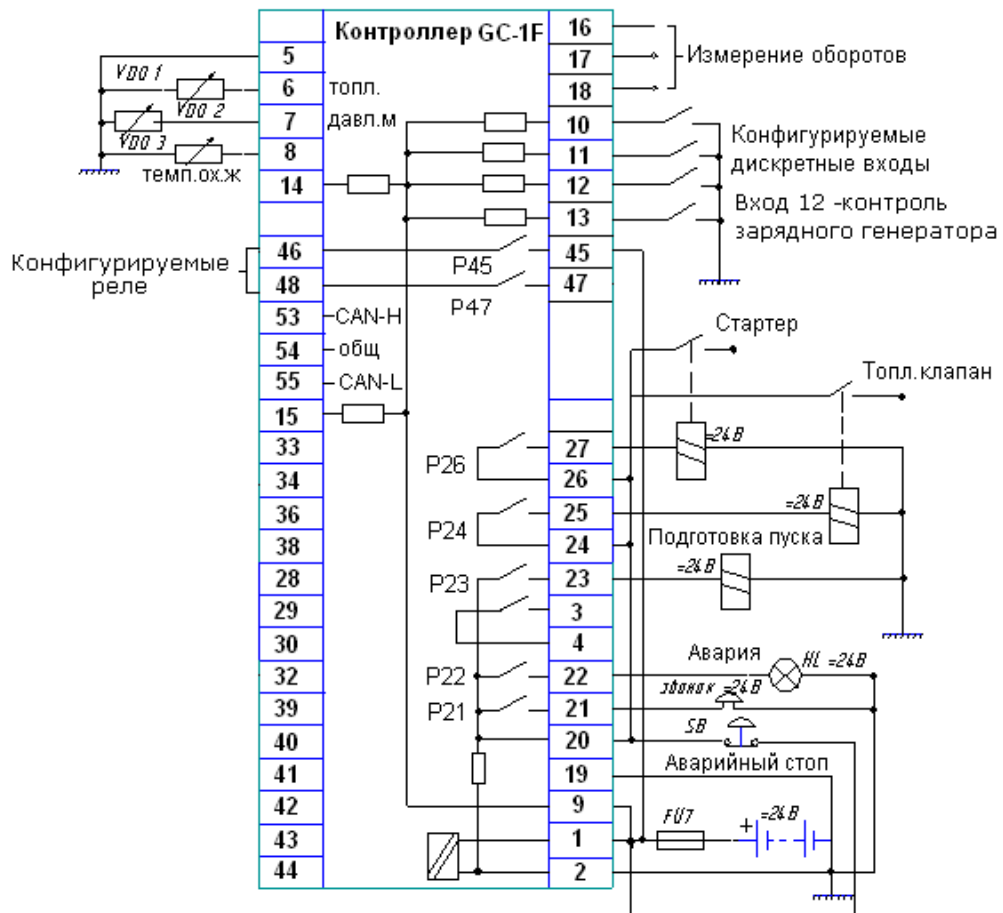 Контроллер GC-1F
5
VDO 1
6
топл.
VDO 2
7
давл.м
VDO 3
8
темп.ох.ж
14
46
48
Конфигурируемые
реле
53
CAN-H
54
общ
55
CAN-L
15
33
34
36
38
28
29
30
32
39
40
41
42
43
44
P45
P47
P26
P24
P23
P22
P21
16
17
18
Измерение оборотов
10
11
12
13
Конфигурируемые
дискретные входы
Вход 12 -контроль
зарядного генератора
45
47
Стартер
Топл.клапан
27
=24В
26
25
=24В
24
Подготовка пуска
23
=24В
3
4
Авария
22
HL =24В
звонок =24В
21
SB
20
Аварийный стоп
19
9
FU7
+
=24В
1
2